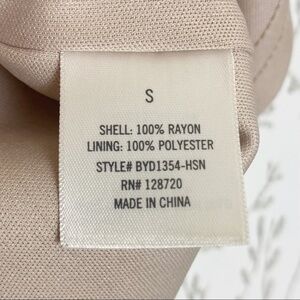 S
SHELL: 100% RAYON
LINING: 100% POLYESTER
STYLE# BYD1354-HSN
RN# 128720
MADE IN CHINA